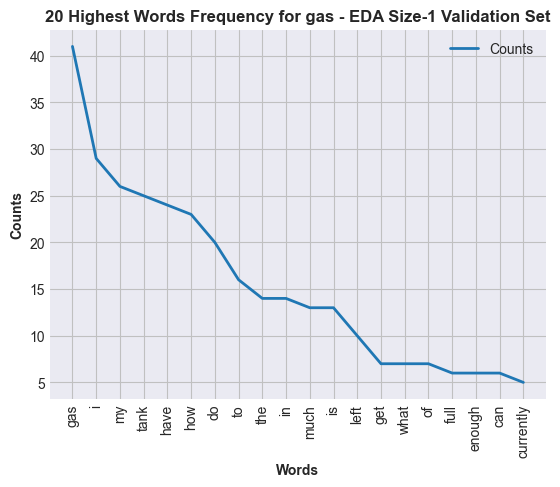 20 Highest Words Frequency for gas - EDA Size-1 Validation Set
Counts
Counts
40
35
30
25
20
15
10
5
gas
i
my
tank
have
how
do
to
the
in
much
is
left
get
what
of
full
enough
can
currently
Words